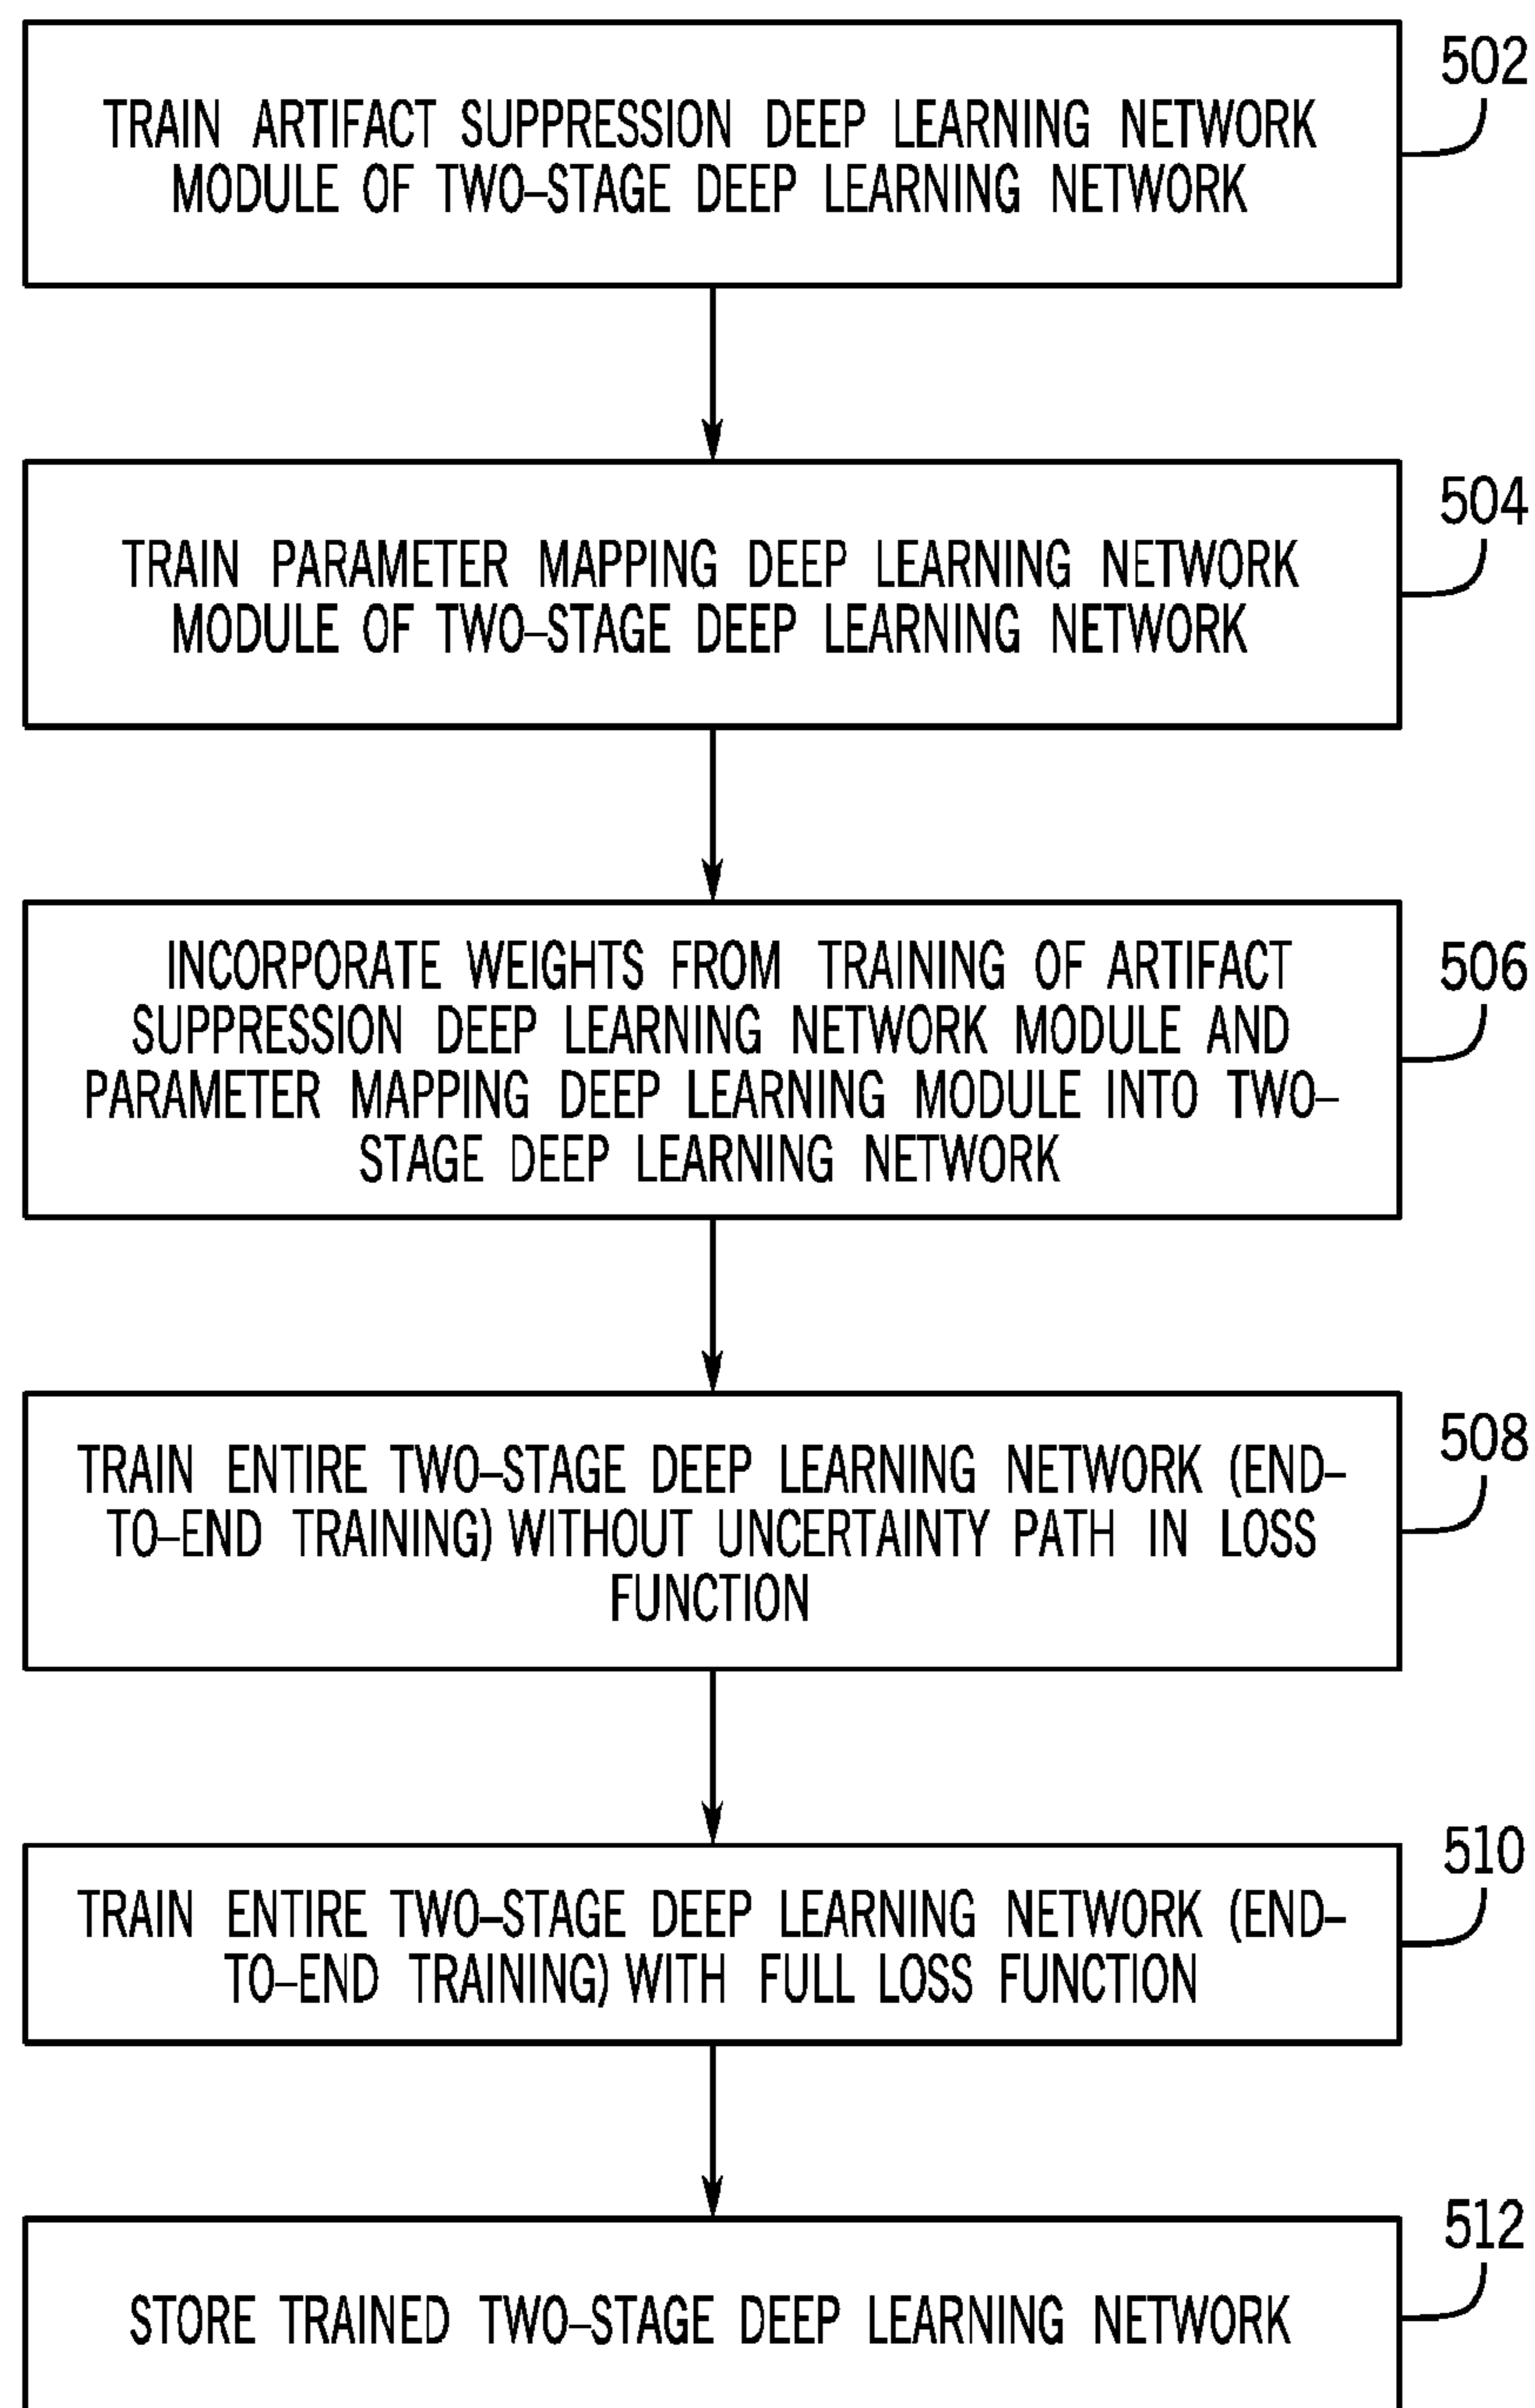 502
TRAIN ARTIFACT SUPPRESSION DEEP LEARNING NETWORK
MODULE OF TWO–STAGE DEEP LEARNING NETWORK
504
TRAIN PARAMETER MAPPING DEEP LEARNING NETWORK
MODULE OF TWO–STAGE DEEP LEARNING NETWORK
506
INCORPORATE WEIGHTS FROM TRAINING OF ARTIFACT
SUPPRESSION DEEP LEARNING NETWORK MODULE AND
PARAMETER MAPPING DEEP LEARNING MODULE INTO TWO–
STAGE DEEP LEARNING NETWORK
508
TRAIN ENTIRE TWO–STAGE DEEP LEARNING NETWORK (END–
TO–END TRAINING) WITHOUT UNCERTAINTY PATH IN LOSS
FUNCTION
510
TRAIN ENTIRE TWO–STAGE DEEP LEARNING NETWORK (END–
TO–END TRAINING) WITH FULL LOSS FUNCTION
512
STORE TRAINED TWO–STAGE DEEP LEARNING NETWORK